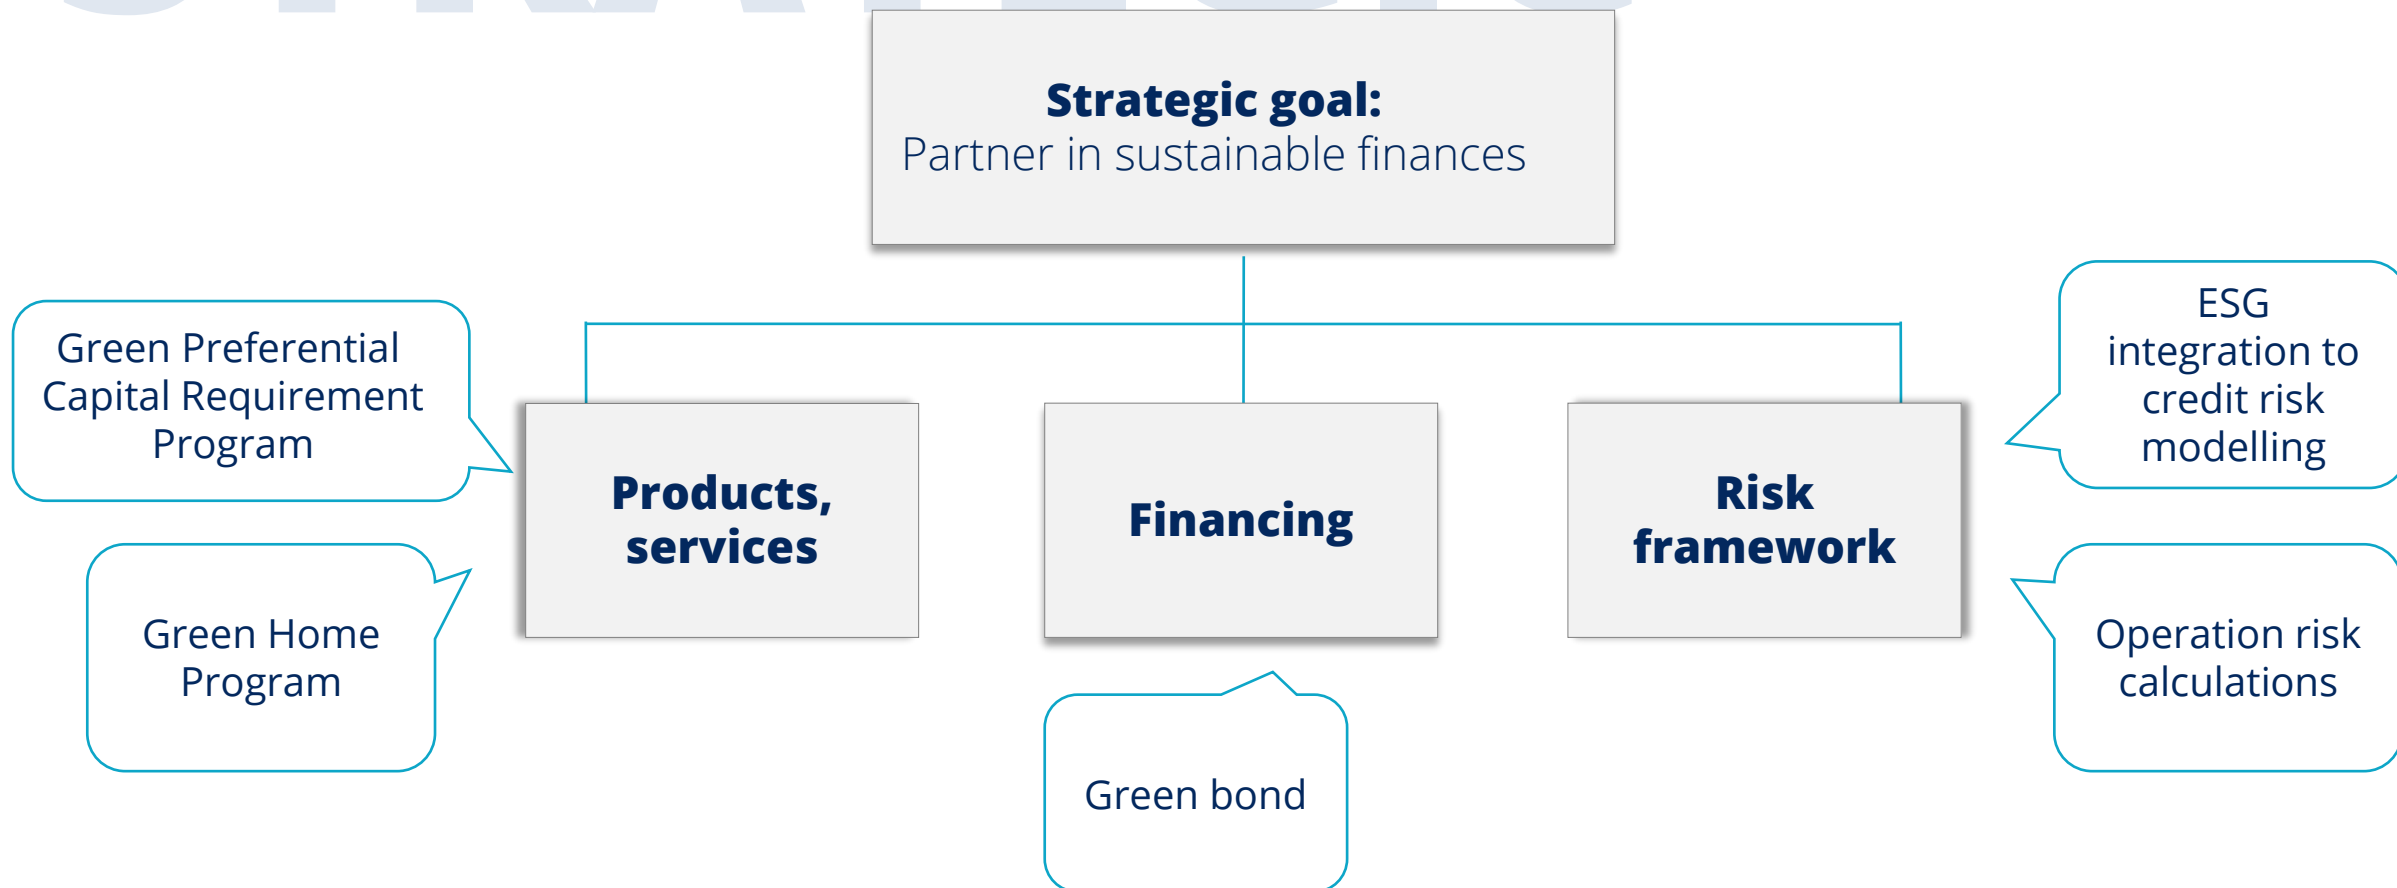 Strategic goal:
Partner in sustainable finances
Green Preferential
Capital Requirement
Program
ESG
integration to
credit risk
modelling
Products,
services
Financing
Risk
framework
Green Home
Program
Operation risk
calculations
Green bond